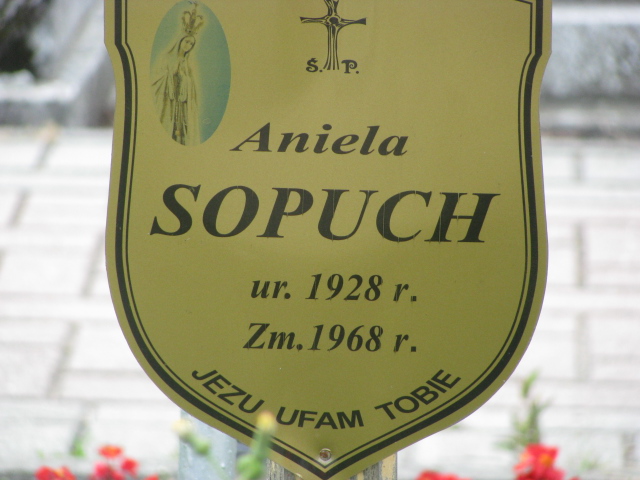 Ś. P.
Aniela
SOPUCH
ur. 1928 r.
Zm. 1968 r.
JEZU UFAM TOBIE